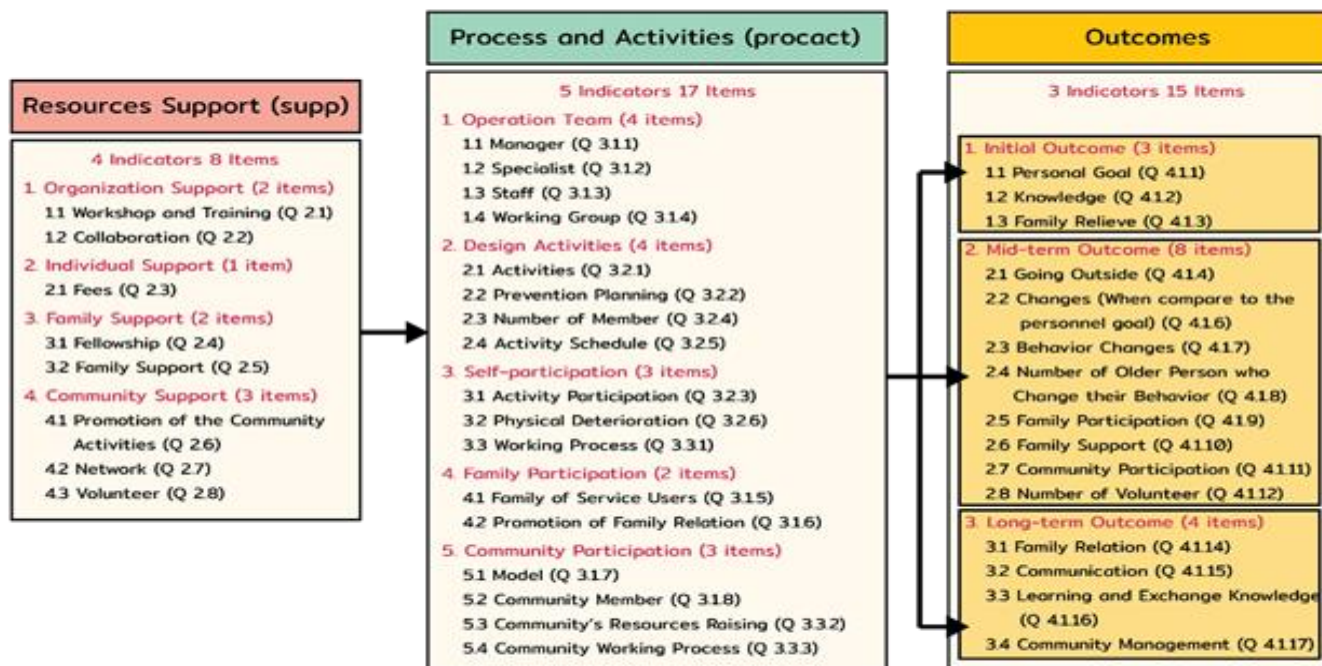 Resources Support (supp)
4 Indicators 8 Items
1. Organization Support (2 items)
1.1 Workshop and Training (Q 2.1)
1.2 Collaboration (Q 2.2)
2. Individual Support (1 item)
2.1 Fees (Q 2.3)
3. Family Support (2 items)
3.1 Fellowship (Q 2.4)
3.2 Family Support (Q 2.5)
4. Community Support (3 items)
4.1 Promotion of the Community
Activities (Q 2.6)
4.2 Network (Q 2.7)
4.3 Volunteer (Q 2.8)
Process and Activities (procact)
5 Indicators 17 Items
1. Operation Team (4 items)
1.1 Manager (Q 3.1.1)
1.2 Specialist (Q 3.1.2)
1.3 Staff (Q 3.1.3)
1.4 Working Group (Q 3.1.4)
2. Design Activities (4 items)
2.1 Activities (Q 3.2.1)
2.2 Prevention Planning (Q 3.2.2)
2.3 Number of Member (Q 3.2.4)
2.4 Activity Schedule (Q 3.2.5)
3. Self-participation (3 items)
3.1 Activity Participation (Q 3.2.3)
3.2 Physical Deterioration (Q 3.2.6)
3.3 Working Process (Q 3.3.1)
4. Family Participation (2 items)
4.1 Family of Service Users (Q 3.1.5)
4.2 Promotion of Family Relation (Q 3.1.6)
5. Community Participation (3 items)
5.1 Model (Q 3.1.7)
5.2 Community Member (Q 3.1.8)
5.3 Community's Resources Raising (Q 3.3.2)
5.4 Community Working Process (Q 3.3.3)
Outcomes
3 Indicators 15 Items
1. Initial Outcome (3 items)
1.1 Personal Goal (Q 4.1.1)
1.2 Knowledge (Q 4.1.2)
1.3 Family Relieve (Q 4.1.3)
2. Mid-term Outcome (8 items)
2.1 Going Outside (Q 4.1.4)
2.2 Changes (When compare to the
personnel goal) (Q 4.1.6)
2.3 Behavior Changes (Q 4.1.7)
2.4 Number of Older Person who
Change their Behavior (Q 4.1.8)
2.5 Family Participation (Q 4.1.9)
2.6 Family Support (Q 4.1.10)
2.7 Community Participation (Q 4.1.11)
2.8 Number of Volunteer (Q 4.1.12)
3. Long-term Outcome (4 items)
3.1 Family Relation (Q 4.1.14)
3.2 Communication (Q 4.1.15)
3.3 Learning and Exchange Knowledge
(Q 4.1.16)
3.4 Community Management (Q 4.1.17)